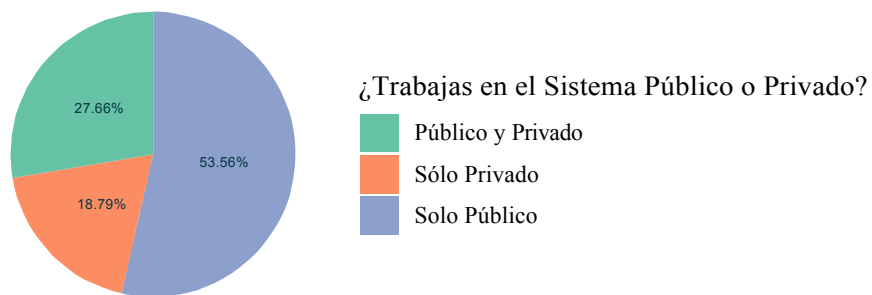 ¿Trabajas en el Sistema Público o Privado?
27.66%
Público y Privado
53.56%
Sólo Privado
18.79%
Solo Público